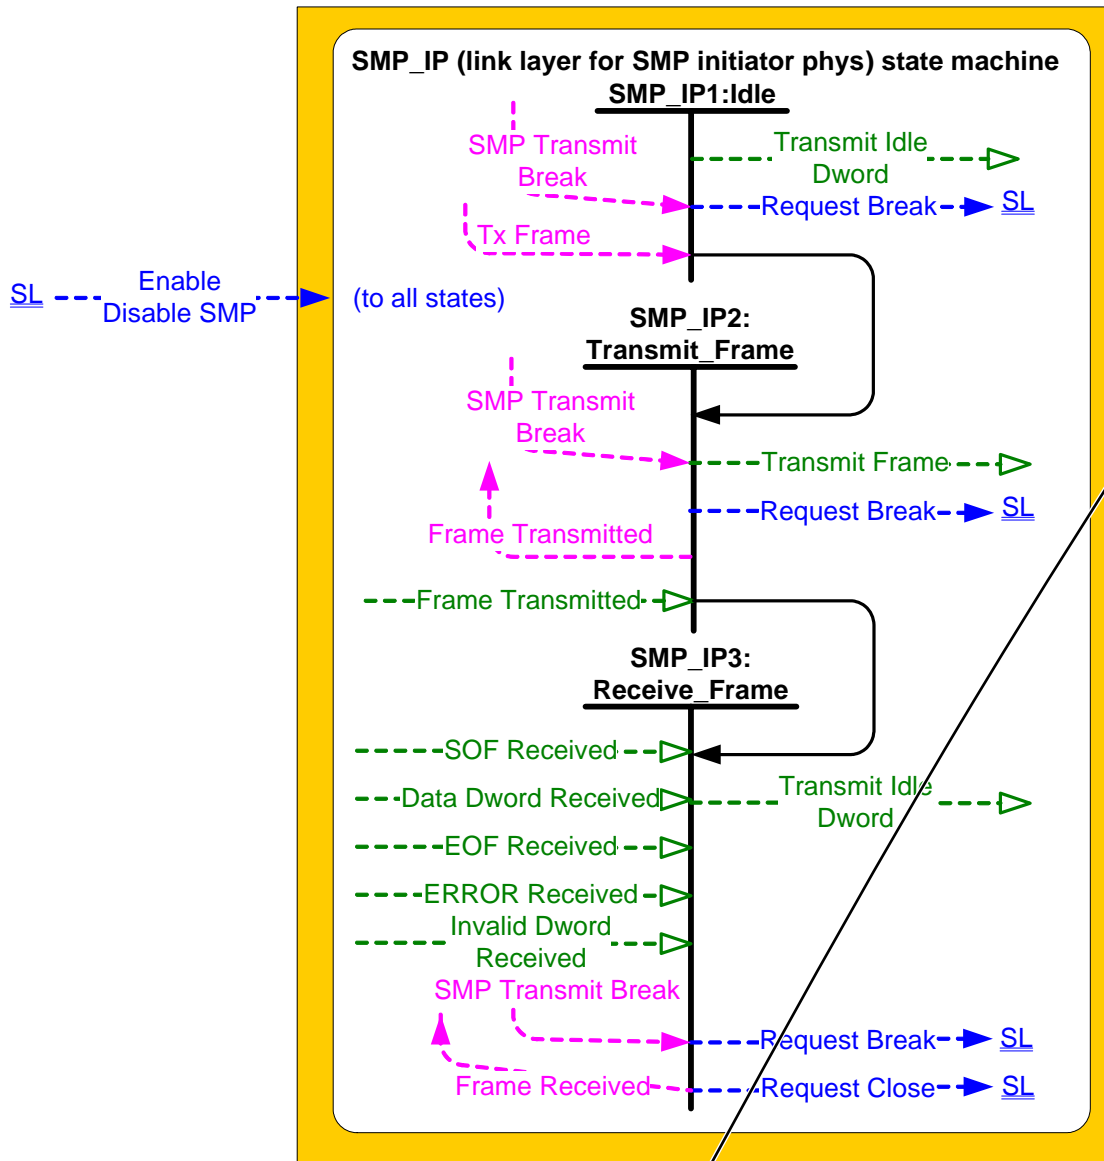 SMP_IP (link layer for SMP initiator phys) state machine
SMP_IP1:Idle
SMP Transmit
Break
Transmit Idle
Dword
Request Break
SL
Tx Frame
SL
Enable
Disable SMP
(to all states)
SMP_IP2:
Transmit_Frame
SMP Transmit
Break
Transmit Frame
Request Break
SL
Frame Transmitted
Frame Transmitted
SMP_IP3:
Receive_Frame
SOF Received
Data Dword Received
Transmit Idle
Dword
EOF Received
ERROR Received
Invalid Dword
Received
SMP Transmit Break
Request Break
SL
Frame Received
Request Close
SL